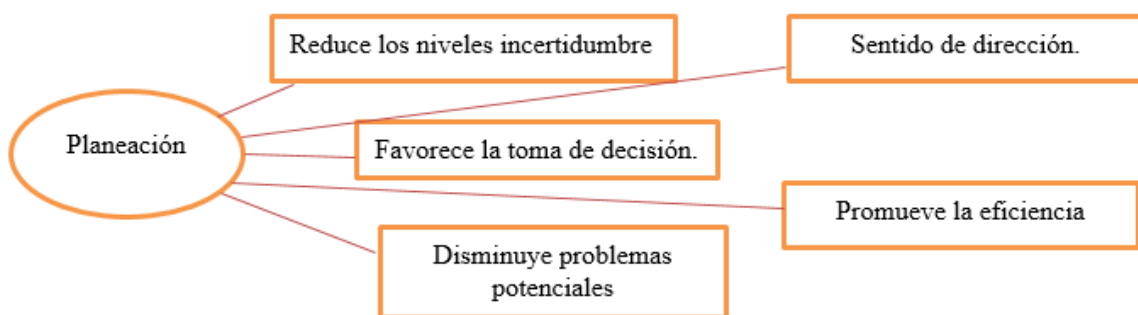 Reduce los niveles incertidumbre
Sentido de dirección.
Planeación
Favorece la toma de decisión.
Promueve la eficiencia
Disminuye problemas
potenciales